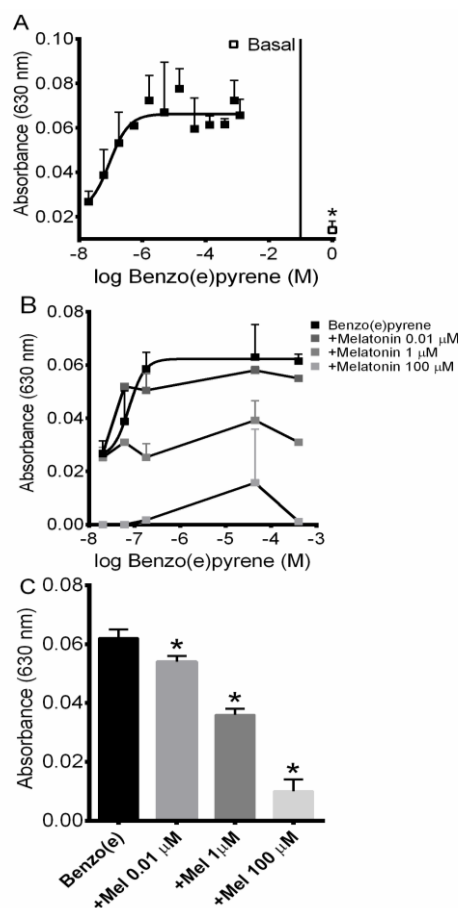 A
0.10
0.08
0.06
0.04
0.02
Absorbance (630 nm)
Basal
*
-8 -6 -4 -2 0
log Benzo(e)pyrene (M)
B
0.08
0.06
0.04
0.02
0.00
Absorbance (630 nm)
Benzo(e)pyrene
+Melatonin 0.01 μM
+Melatonin 1 μM
+Melatonin 100 μM
-8 -7 -6 -5 -4 -3
log Benzo(e)pyrene (M)
C
0.08
0.06
0.04
0.02
0.00
Absorbance (630 nm)
*
*
*
Benzo(e)
+Mel 0.01 μM
+Mel 1μM
+Mel 100 μM